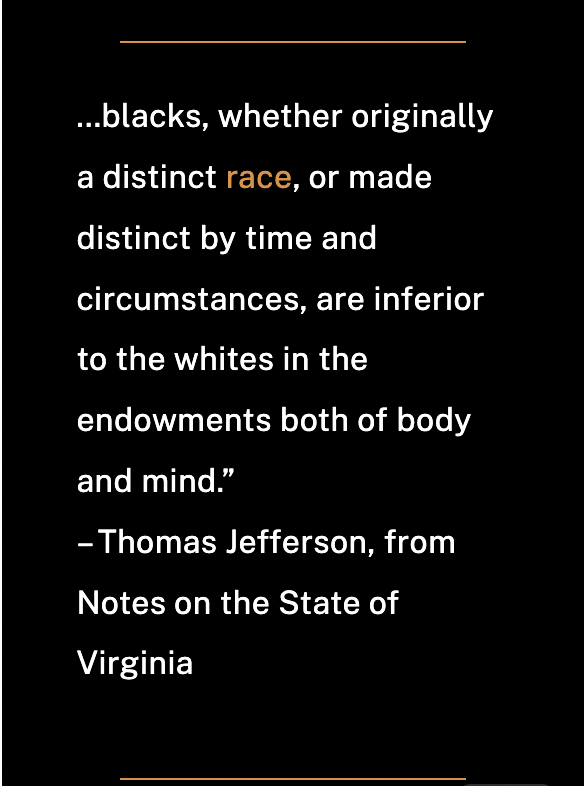 ...blacks, whether originally
a distinct race, or made
distinct by time and
circumstances, are inferior
to the whites in the
endowments both of body
and mind.”
– Thomas Jefferson, from
Notes on the State of
Virginia